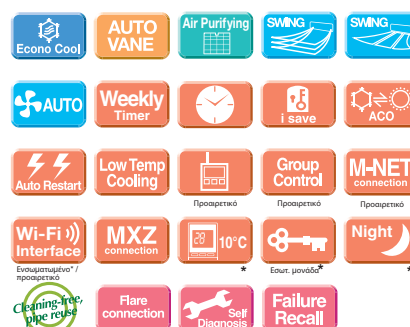 Econo Cool
AUTO
VANE
Air Purifying
SWING
SWING
AUTO
Weekly
Timer
i save
ACO
Auto Restart
Low Temp
Cooling
Προαιρετικό
Group
Control
Προαιρετικό
M-NET
connection
Προαιρετικό
Wi-Fi
Interface
Ενσωματωμένο* /
προαιρετικό
MXZ
connection
28
10°C
*
Εσωτ. μονάδα*
Night
*
Cleaning-free,
pipe reuse
Flare
connection
Self
Diagnosis
Failure
Recall